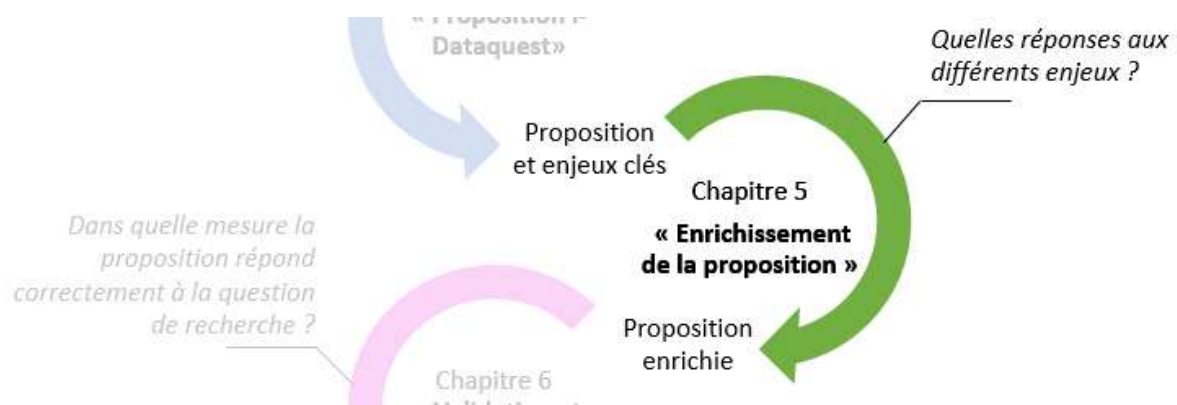 « Proposition I-
Dataquest»
Quelles réponses aux
différents enjeux ?
Proposition
et enjeux clés
Chapitre 5
« Enrichissement
de la proposition »
Dans quelle mesure la
proposition répond
correctement à la question
de recherche ?
Proposition
enrichie
Chapitre 6